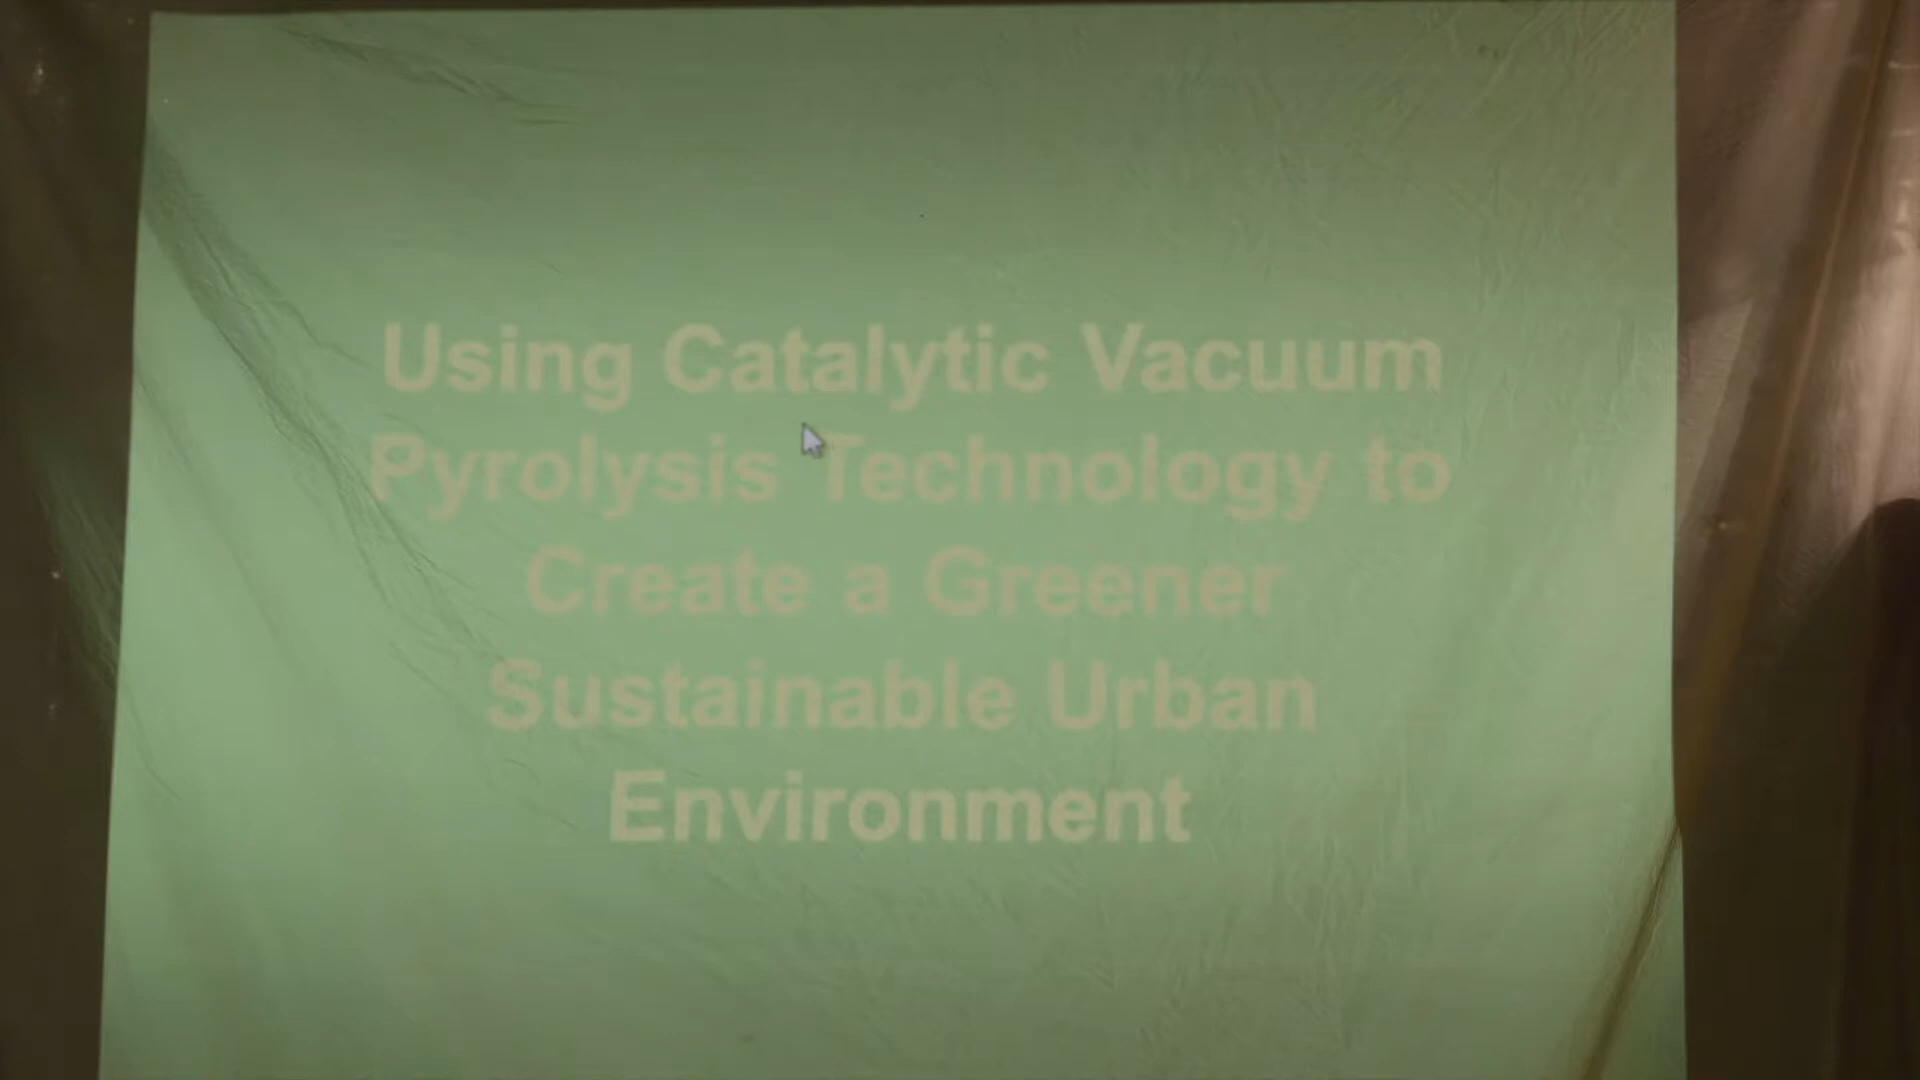 Using Catalytic Vacuum
Pyrolysis Technology to
Create a Greener
Sustainable Urban
Environment